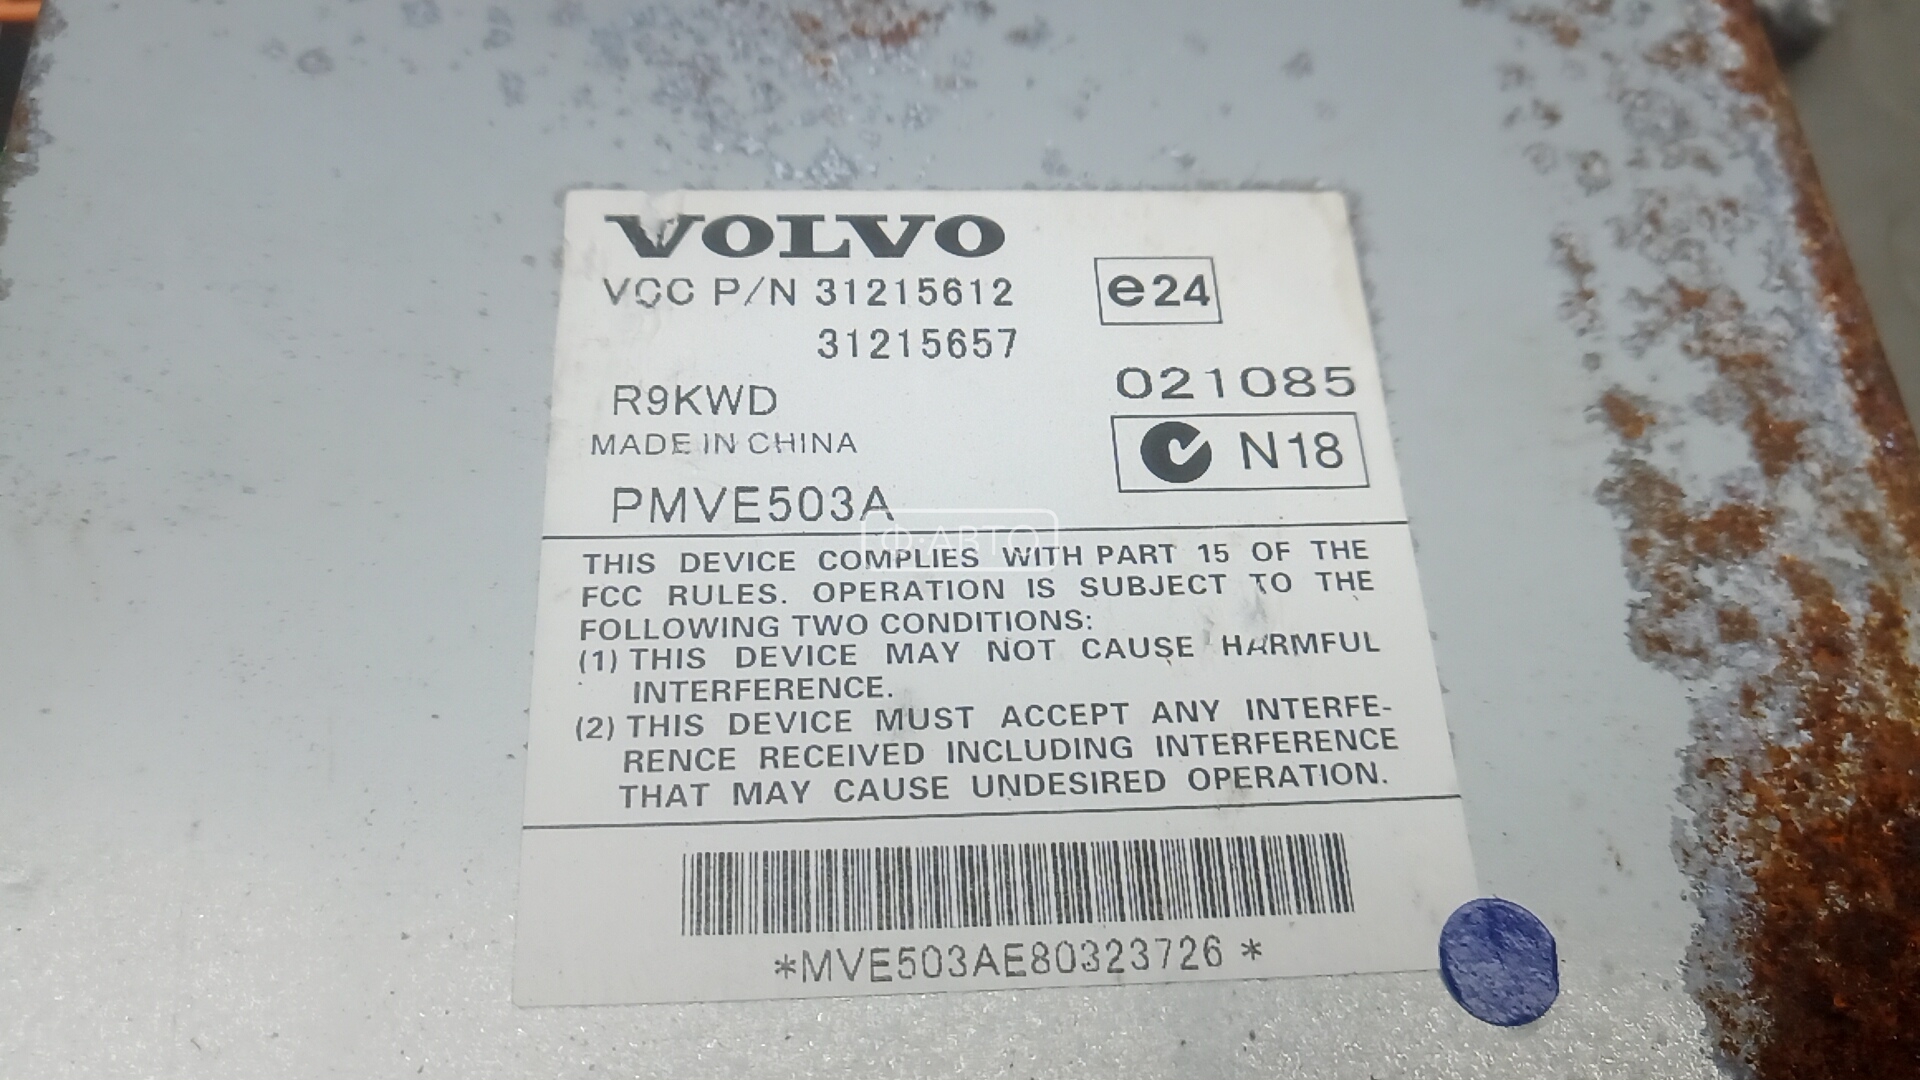 VOLVO
VCC P/N 31215612
31215657
e24
021085
R9KWD
MADE IN CHINA
N18
PMVE503A
Ф·АВТО
THIS DEVICE COMPLIES WITH PART 15 OF THE
FCC RULES. OPERATION IS SUBJECT TO THE
FOLLOWING TWO CONDITIONS:
(1) THIS DEVICE MAY NOT CAUSE HARMFUL
INTERFERENCE.
(2) THIS DEVICE MUST ACCEPT ANY INTERFE-
RENCE RECEIVED INCLUDING INTERFERENCE
THAT MAY CAUSE UNDESIRED OPERATION.
*MVE503AE80323726 *